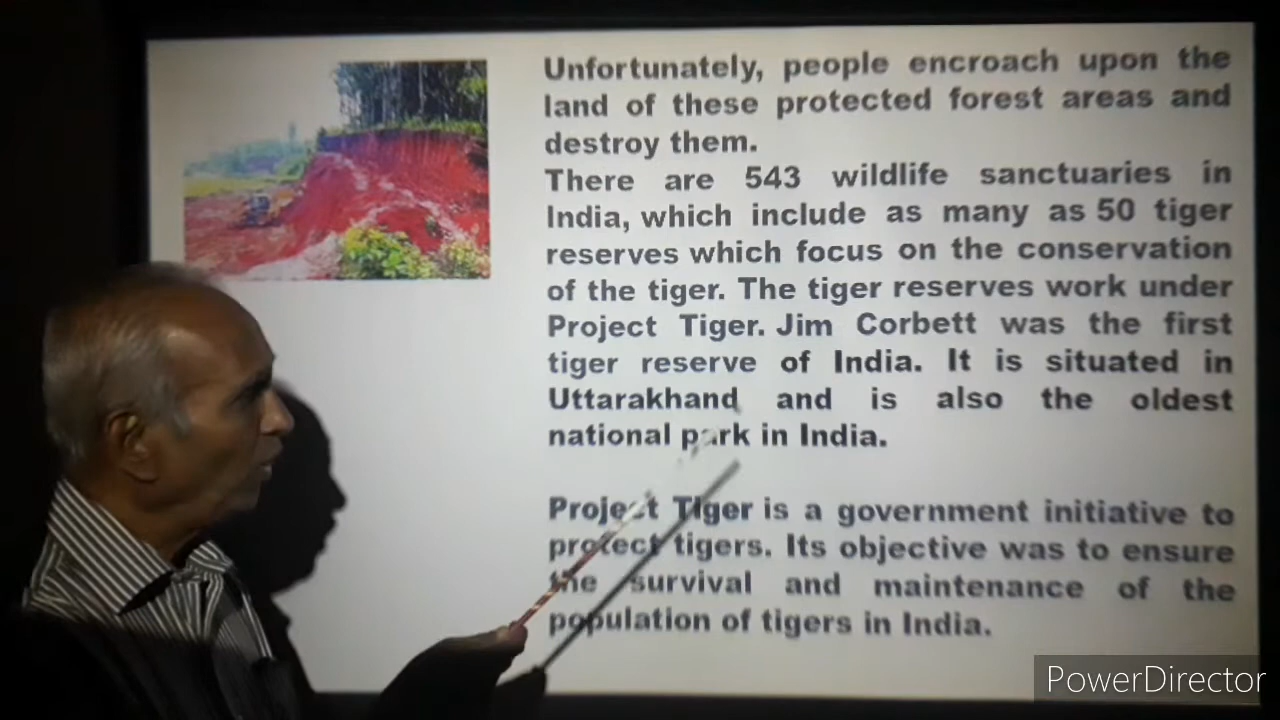 Unfortunately, people encroach upon the
land of these protected forest areas and
destroy them.
There are 543 wildlife sanctuaries in
India, which include as many as 50 tiger
reserves which focus on the conservation
of the tiger. The tiger reserves work under
Project Tiger. Jim Corbett was the first
tiger reserve of India. It is situated in
Uttarakhand and is also the oldest
national park in India.
Project Tiger is a government initiative to
protect tigers. Its objective was to ensure
the survival and maintenance of the
population of tigers in India.
PowerDirector